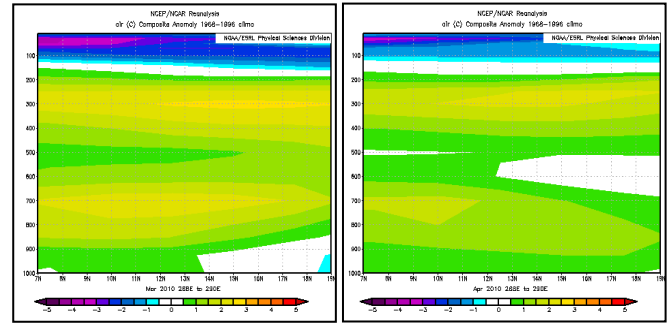 NCEP/NCAR Reanalysis
air (C) Composite Anomaly 1968-1996 climo
NOAA/ESRL Physical Sciences Division
100
200
300
400
500
600
700
800
900
1000
7N 8N 9N 10N 11N 12N 13N 14N 15N 16N 17N 18N 19N
Mar 2010 268E to 290E
-5 -4 -3 -2 -1 0 1 2 3 4 5
NCEP/NCAR Reanalysis
air (C) Composite Anomaly 1968-1996 climo
NOAA/ESRL Physical Sciences Division
100
200
300
400
500
600
700
800
900
1000
7N 8N 9N 10N 11N 12N 13N 14N 15N 16N 17N 18N 19N
Apr 2010 268E to 290E
-5 -4 -3 -2 -1 0 1 2 3 4 5